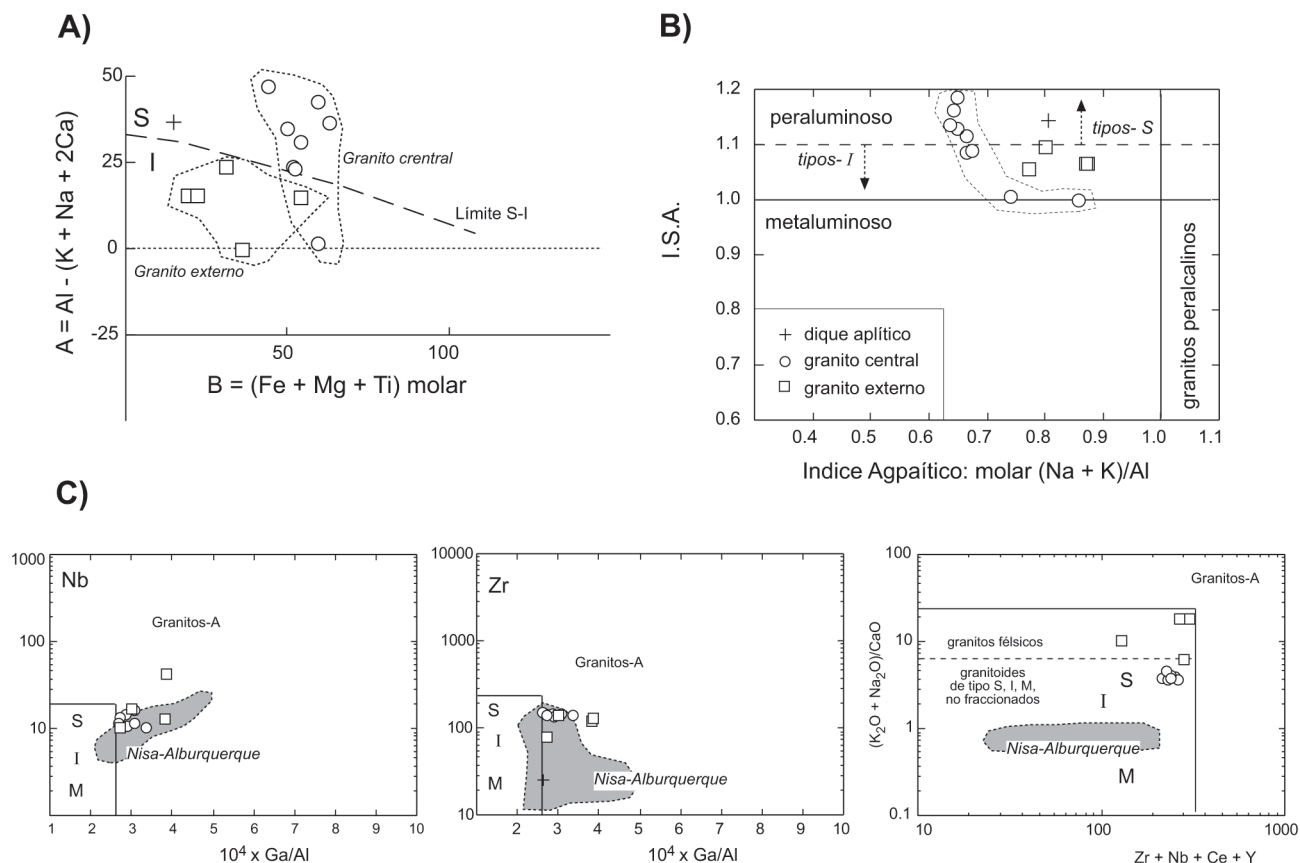 A)
50
25
0
-25
50
100
S
I
Granito crentral
Límite S-I
Granito externo
A = Al - (K + Na + 2Ca)
B = (Fe + Mg + Ti) molar
B)
1.2
1.1
1.0
0.9
0.8
0.7
0.6
peraluminoso
tipos- S
tipos- I
metaluminoso
granitos peralcalinos
dique aplítico
granito central
granito externo
0.4
0.5
0.6
0.7
0.8
0.9
1.0
1.1
I.S.A.
Indice Agpaítico: molar (Na + K)/Al
C)
1000
100
10
1
Nb
Granitos-A
S
I
M
Nisa-Alburquerque
1
2
3
4
5
6
7
8
9
10
10⁴ x Ga/Al
10000
1000
100
10
Zr
Granitos-A
S
I
M
Nisa-Alburquerque
2
3
4
5
6
7
8
9
10
10⁴ x Ga/Al
100
10
1
0.1
(K₂O + Na₂O)/CaO
Granitos-A
granitos félsicos
granitoides
de tipo S, I, M,
no fraccionados
S
I
M
Nisa-Alburquerque
10
100
1000
Zr + Nb + Ce + Y